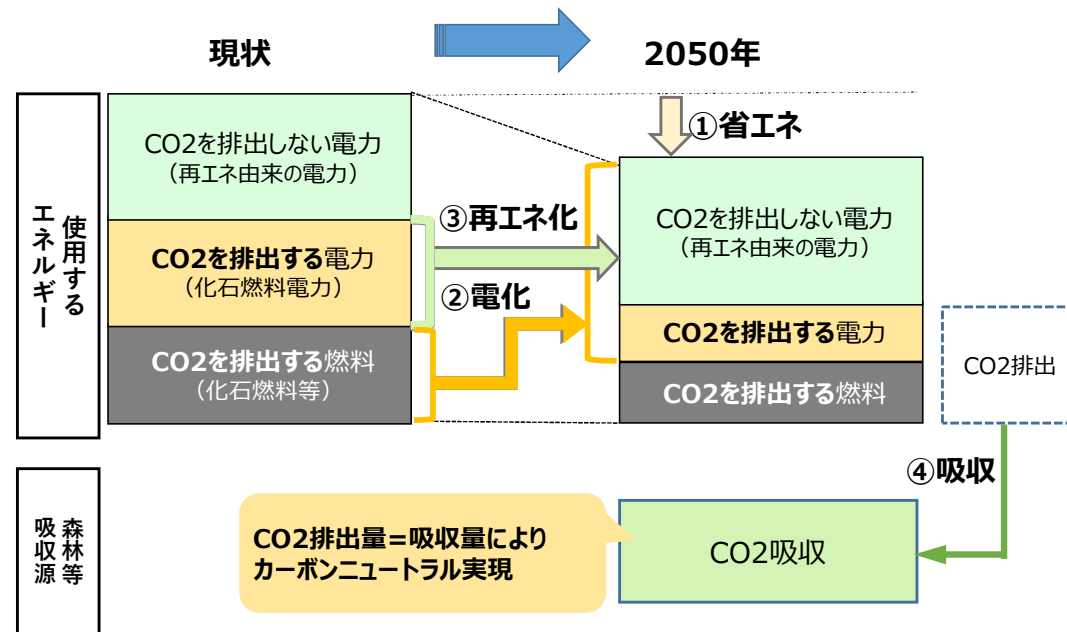 現状
2050年
使用する
エネルギー
CO2を排出しない電力
（再エネ由来の電力）
CO2を排出する電力
（化石燃料電力）
CO2を排出する燃料
（化石燃料等）
①省エネ
③再エネ化
②電化
CO2を排出しない電力
（再エネ由来の電力）
CO2を排出する電力
CO2を排出する燃料
CO2排出
④吸収
森林等
吸収源
CO2排出量＝吸収量により
カーボンニュートラル実現
CO2吸収